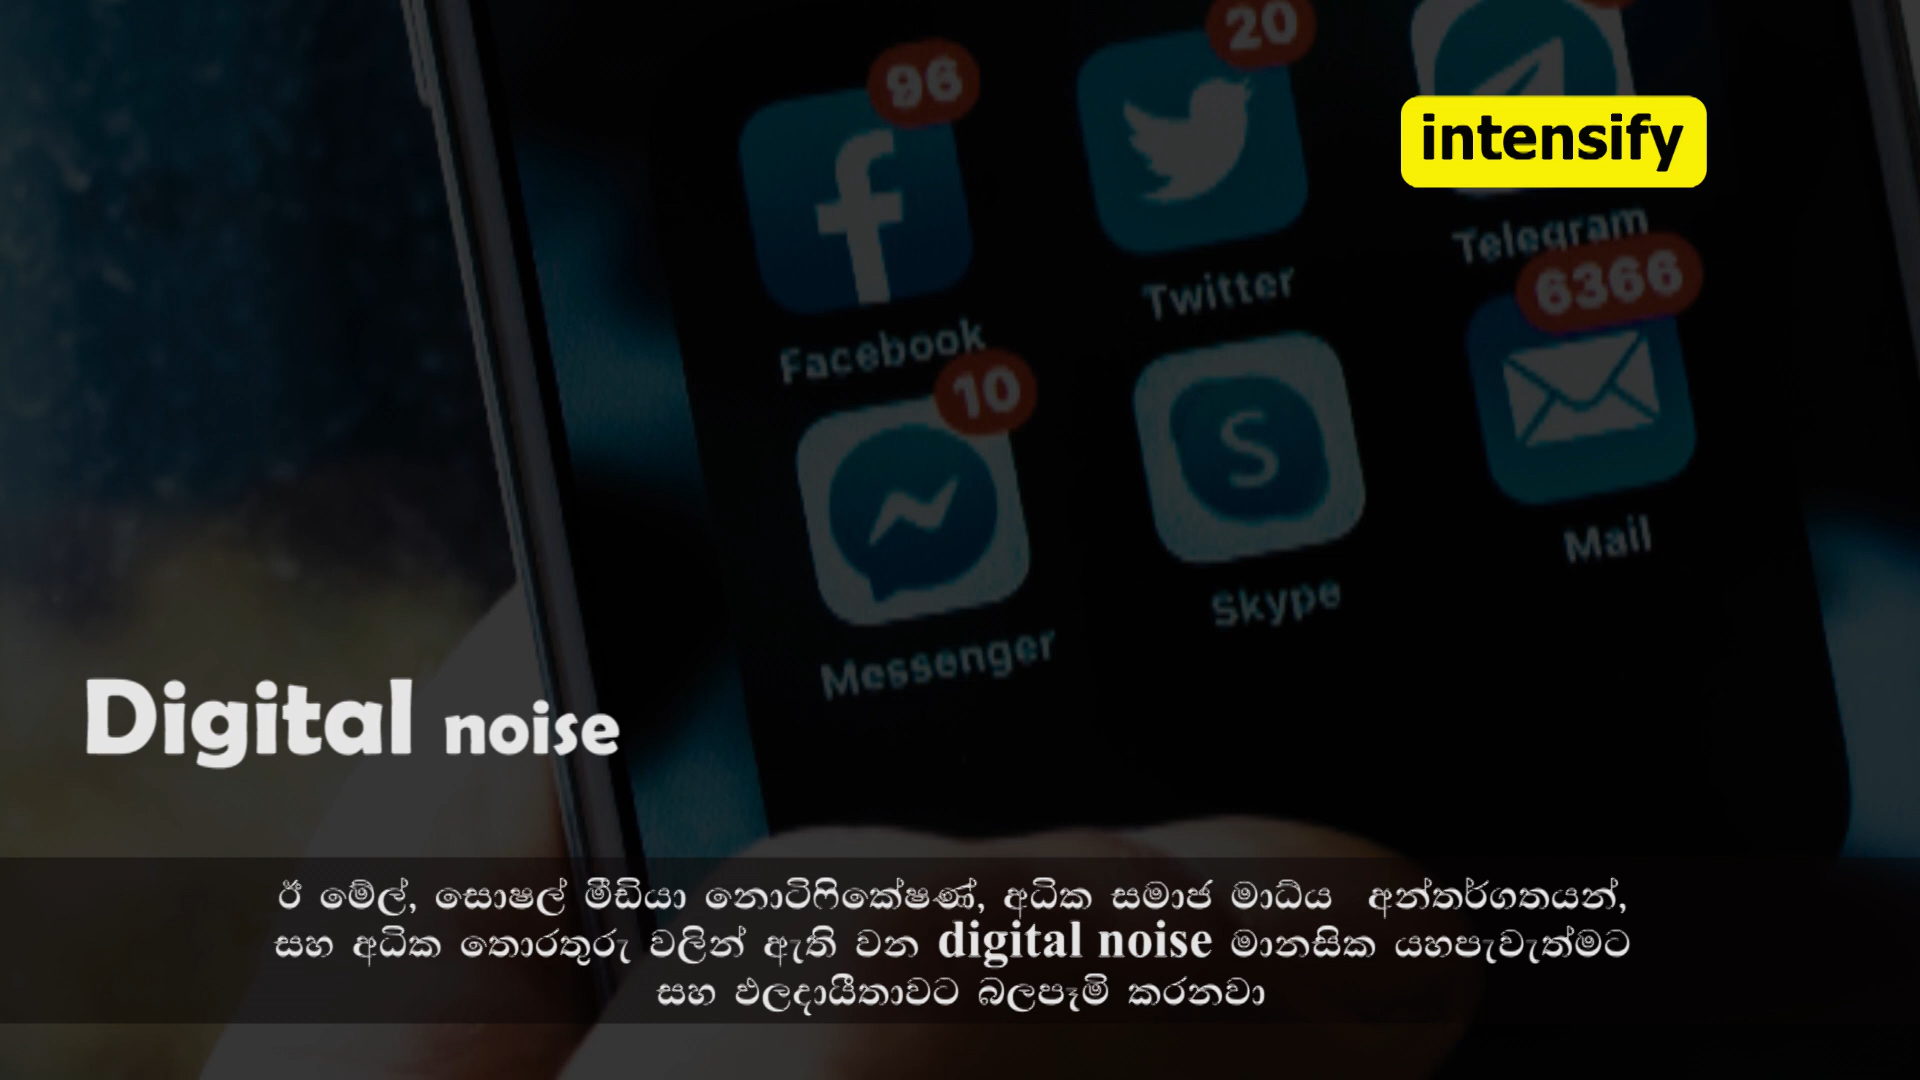 96
20
intensify
Facebook
Twitter
Telegram
10
6366
Messenger
Skype
Mail
Digital noise
ඊ මේල්, සොෂල් මීඩියා නොටිෆිකේෂණ්, අධික සමාජ මාධ්ය අන්තර්ගතයන්,
සහ අධික තොරතුරු වලින් ඇති වන digital noise මානසික යහපැවැත්මට
සහ ඵලදායීතාවට බලපෑම් කරනවා